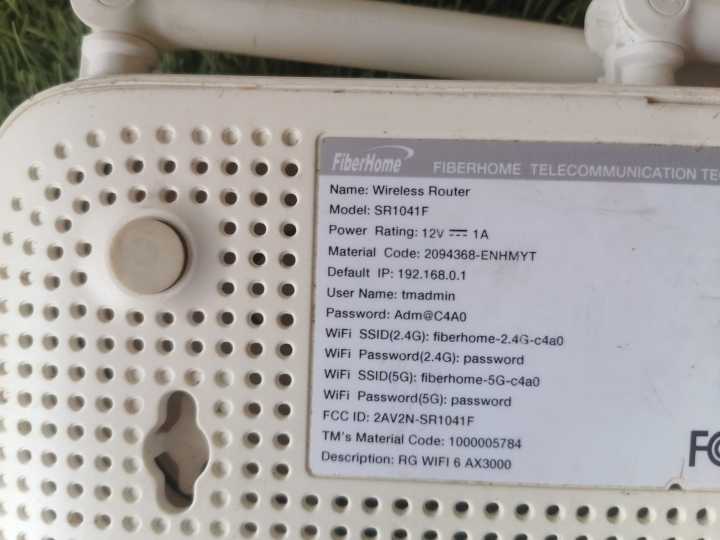 FiberHome
FIBERHOME TELECOMMUNICATION
Name: Wireless Router
Model: SR1041F
Power Rating: 12V ⎓ 1A
Material Code: 2094368-ENHMYT
Default IP: 192.168.0.1
User Name: tmadmin
Password: Adm@C4A0
WiFi SSID(2.4G): fiberhome-2.4G-c4a0
WiFi Password(2.4G): password
WiFi SSID(5G): fiberhome-5G-c4a0
WiFi Password(5G): password
FCC ID: 2AV2N-SR1041F
TM's Material Code: 1000005784
Description: RG WIFI 6 AX3000